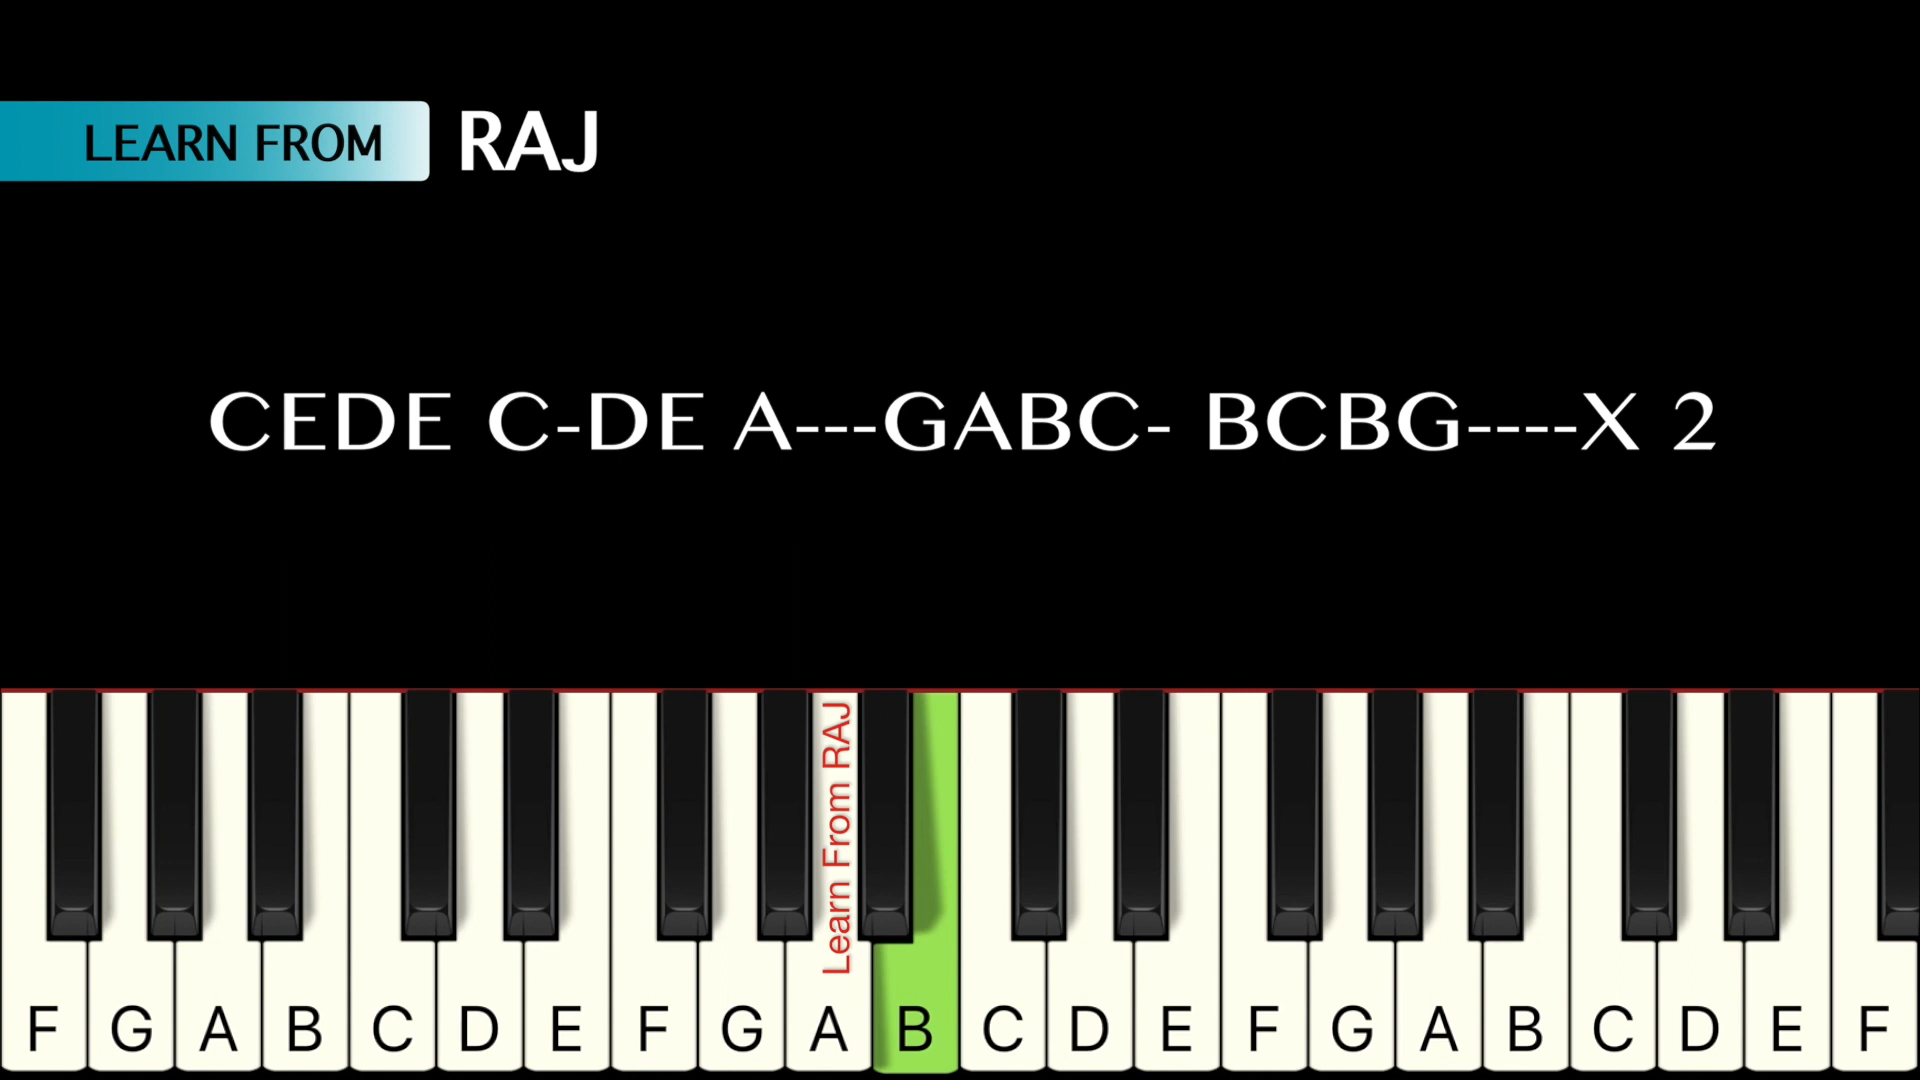 LEARN FROM RAJ
CEDE C-DE A---GABC- BCBG----X 2
Learn From RAJ
F G A B C D E F G A B C D E F G A B C D E F